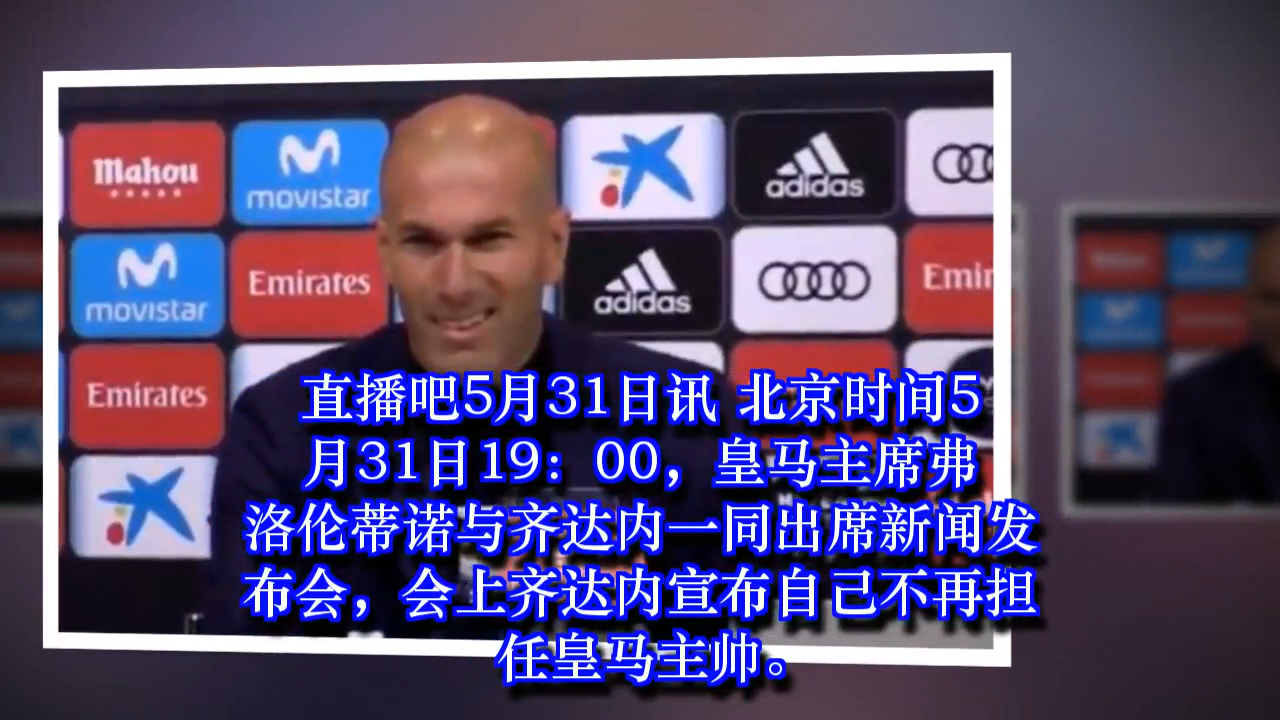 Mahou
movistar
adidas
movistar
Emirates
adidas
Emim
Emirates
直播吧5月31日讯 北京时间5
月31日19：00，皇马主席弗
洛伦蒂诺与齐达内一同出席新闻发
布会，会上齐达内宣布自己不再担
任皇马主帅。